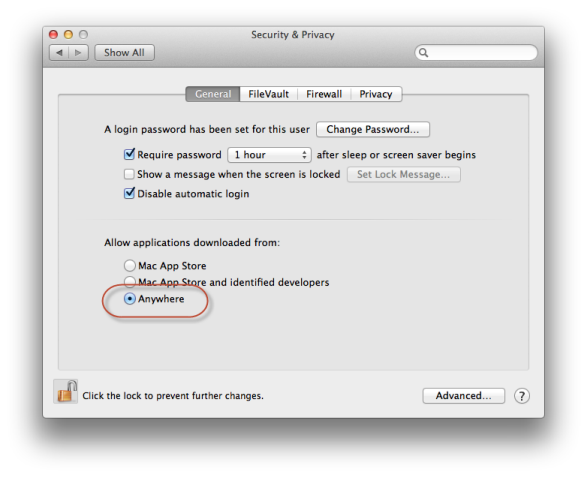 Security & Privacy
Show All
General FileVault Firewall Privacy
A login password has been set for this user Change Password...
Require password 1 hour after sleep or screen saver begins
Show a message when the screen is locked Set Lock Message...
Disable automatic login
Allow applications downloaded from:
Mac App Store
Mac App Store and identified developers
Anywhere
Click the lock to prevent further changes. Advanced... ?